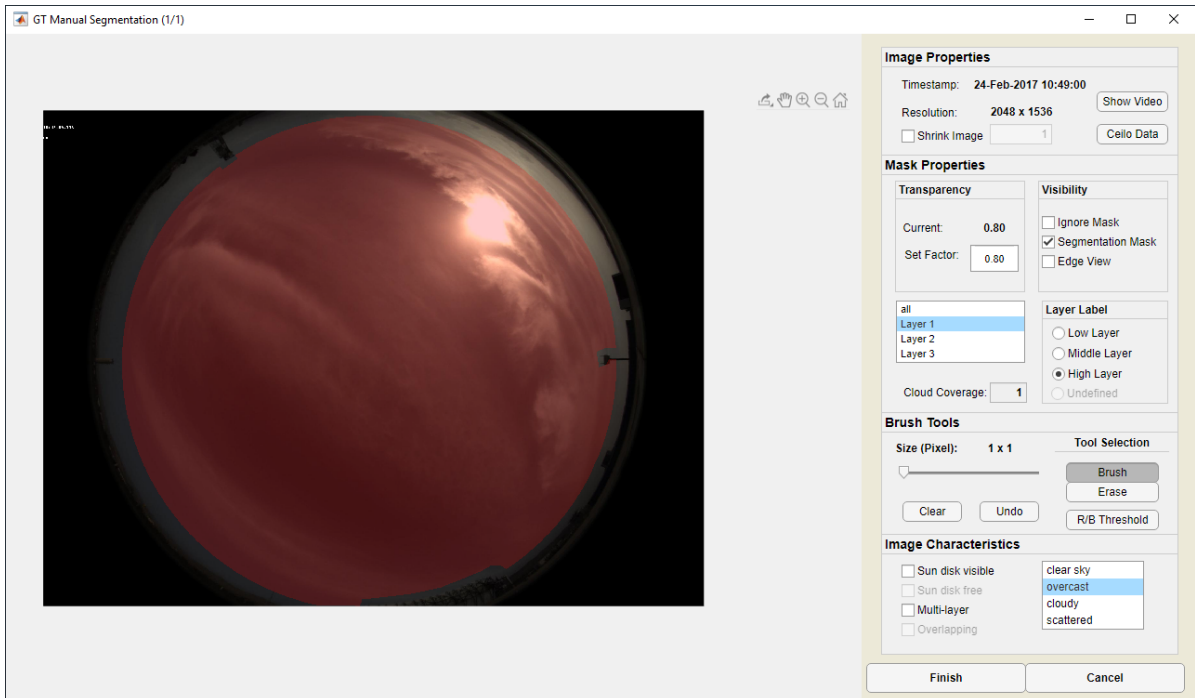 GT Manual Segmentation (1/1)
Image Properties
Timestamp: 24-Feb-2017 10:49:00
Show Video
Resolution: 2048 x 1536
Shrink Image 1
Ceilo Data
Mask Properties
Transparency
Current: 0.80
Set Factor: 0.80
Visibility
Ignore Mask
Segmentation Mask
Edge View
all
Layer 1
Layer 2
Layer 3
Cloud Coverage: 1
Layer Label
Low Layer
Middle Layer
High Layer
Undefined
Brush Tools
Size (Pixel): 1 x 1
Clear Undo
Tool Selection
Brush
Erase
R/B Threshold
Image Characteristics
Sun disk visible
Sun disk free
Multi-layer
Overlapping
clear sky
overcast
cloudy
scattered
Finish Cancel